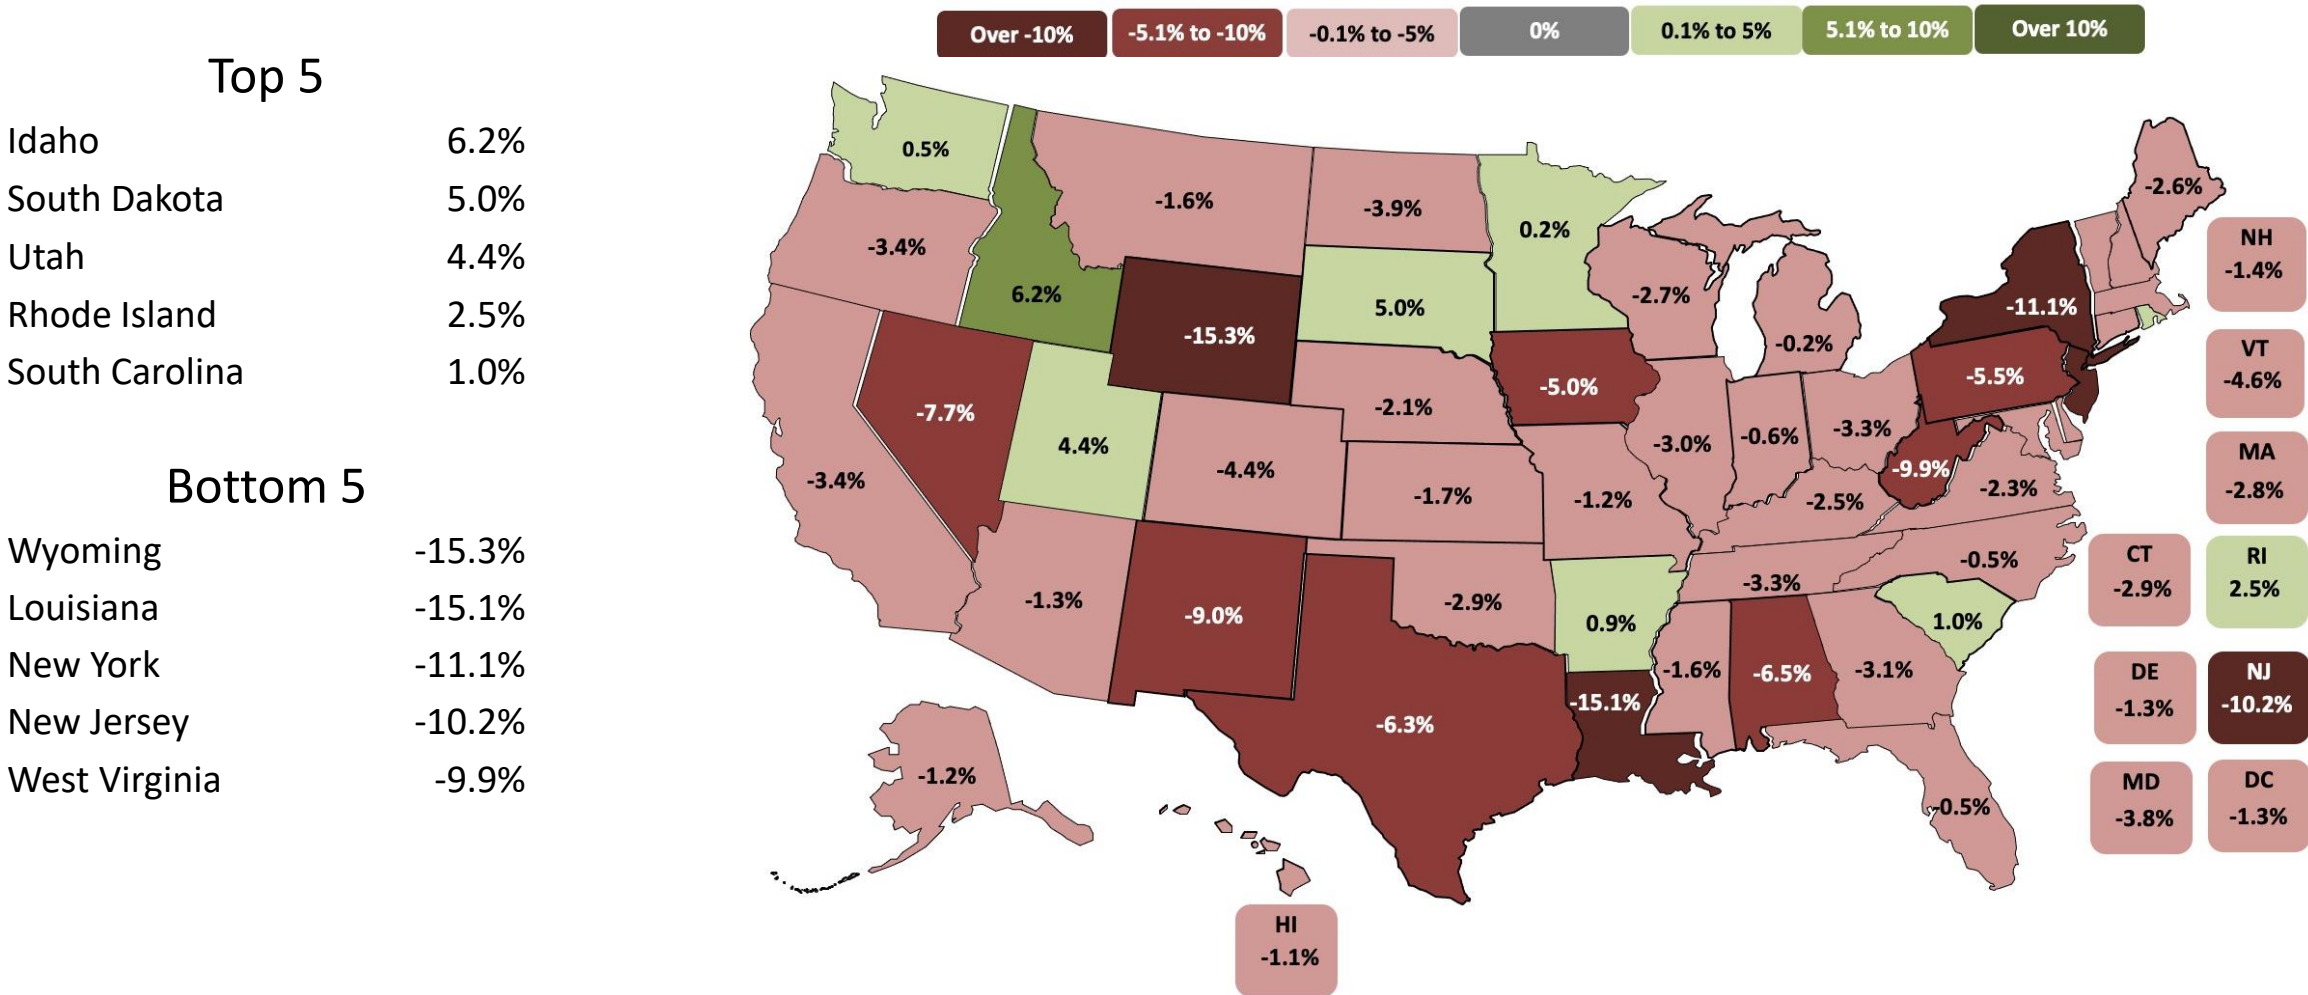 Over -10% -5.1% to -10% -0.1% to -5% 0% 0.1% to 5% 5.1% to 10% Over 10%
Top 5
Idaho 6.2%
South Dakota 5.0%
Utah 4.4%
Rhode Island 2.5%
South Carolina 1.0%
Bottom 5
Wyoming -15.3%
Louisiana -15.1%
New York -11.1%
New Jersey -10.2%
West Virginia -9.9%
0.5%
-3.4%
-3.4%
-7.7%
6.2%
-1.6%
-15.3%
4.4%
-4.4%
-1.3%
-9.0%
-3.9%
5.0%
-2.1%
-1.7%
-2.9%
-6.3%
0.2%
-5.0%
-1.2%
0.9%
-15.1%
-2.7%
-3.0%
-0.2%
-0.6%
-3.3%
-2.5%
-3.3%
-1.6%
-6.5%
-3.1%
-0.5%
1.0%
-0.5%
-2.3%
-9.9%
-5.5%
-11.1%
-2.6%
-1.2%
HI
-1.1%
NH
-1.4%
VT
-4.6%
MA
-2.8%
CT
-2.9%
RI
2.5%
DE
-1.3%
NJ
-10.2%
MD
-3.8%
DC
-1.3%